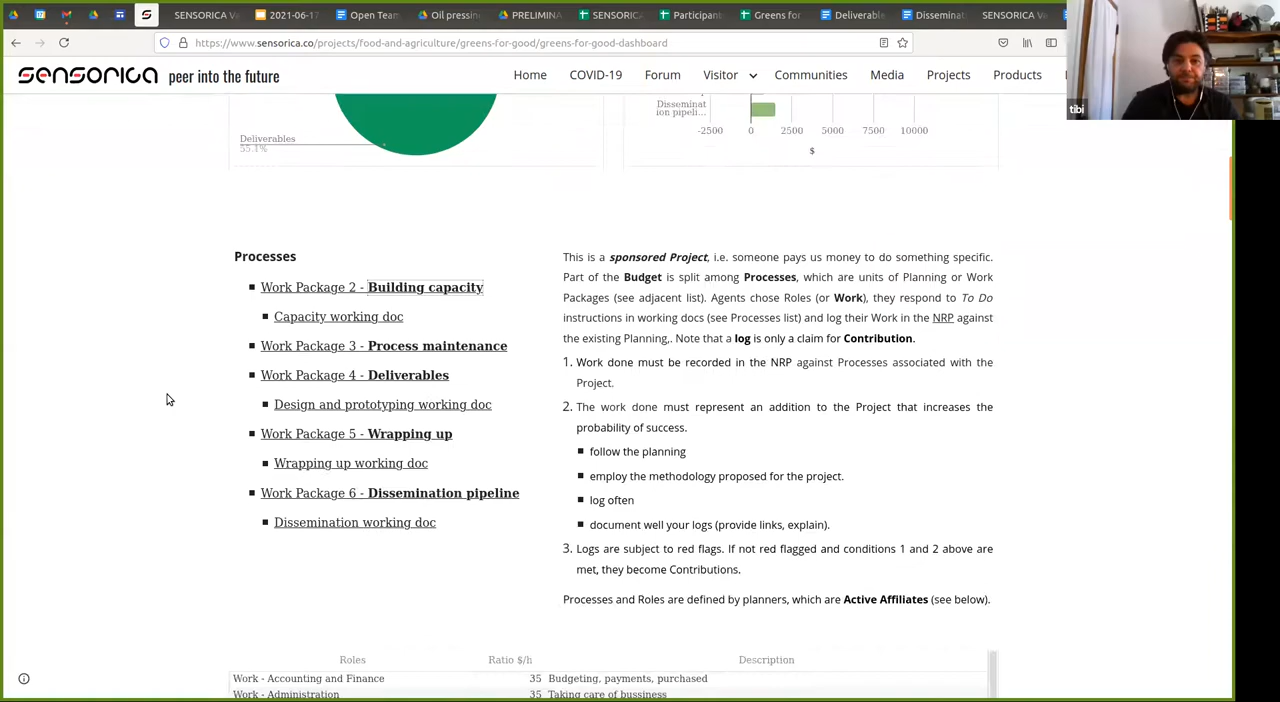 SENSORICA V
2021-06-17
Open Team
Oil pressin
PRELIMINA
SENSORICA
Participant
Greens for
Deliverable
Disseminat
SENSORICA Ve
https://www.sensorica.co/projects/food-and-agriculture/greens-for-good/greens-for-good-dashboard
sensorica peer into the future
Home COVID-19 Forum Visitor Communities Media Projects Products
tibi
Deliverables
55.1%
Disseminat
ion pipeli...
-2500 0 2500 5000 7500 10000
$
Processes
Work Package 2 - Building capacity
Capacity working doc
Work Package 3 - Process maintenance
Work Package 4 - Deliverables
Design and prototyping working doc
Work Package 5 - Wrapping up
Wrapping up working doc
Work Package 6 - Dissemination pipeline
Dissemination working doc
This is a sponsored Project, i.e. someone pays us money to do something specific.
Part of the Budget is split among Processes, which are units of Planning or Work
Packages (see adjacent list). Agents chose Roles (or Work), they respond to To Do
instructions in working docs (see Processes list) and log their Work in the NRP against
the existing Planning,. Note that a log is only a claim for Contribution.
1. Work done must be recorded in the NRP against Processes associated with the
Project.
2. The work done must represent an addition to the Project that increases the
probability of success.
follow the planning
employ the methodology proposed for the project.
log often
document well your logs (provide links, explain).
3. Logs are subject to red flags. If not red flagged and conditions 1 and 2 above are
met, they become Contributions.
Processes and Roles are defined by planners, which are Active Affiliates (see below).
Roles Ratio $/h Description
Work - Accounting and Finance 35 Budgeting, payments, purchased
Work - Administration 35 Taking care of bussiness